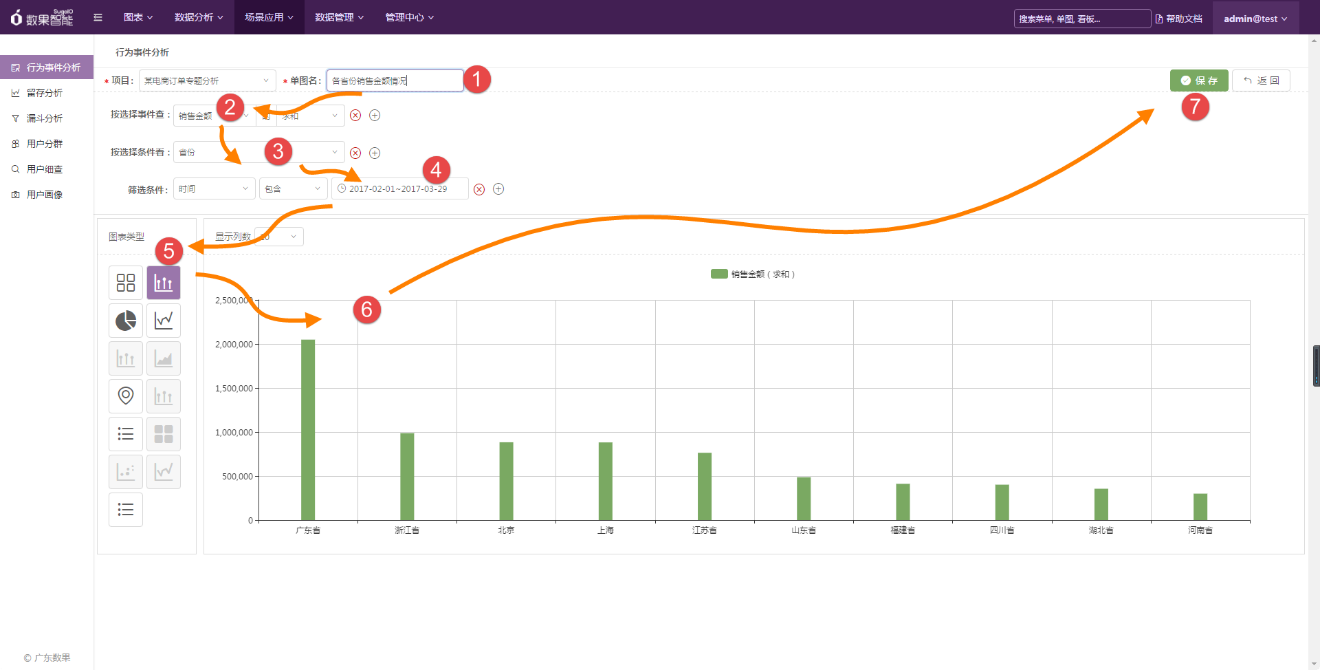 数果智能 SugoIO 图表 数据分析 场景应用 数据管理 管理中心 搜索菜单, 单图, 看板... 帮助文档 admin@test
行为事件分析
留存分析
漏斗分析
用户分群
用户细查
用户画像
© 广东数果
行为事件分析
* 项目: 某电商订单专题分析 * 单图名: 各省份销售金额情况 1 保存 返回
按选择事件查: 销售金额 2 的 求和 7
按选择条件看: 省份 3
4
筛选条件: 时间 包含 2017-02-01~2017-03-29
图表类型 5
显示列数 10
销售金额(求和)
6
2,500,000
2,000,000
1,500,000
1,000,000
500,000
0
广东省 浙江省 北京 上海 江苏省 山东省 福建省 四川省 湖北省 河南省